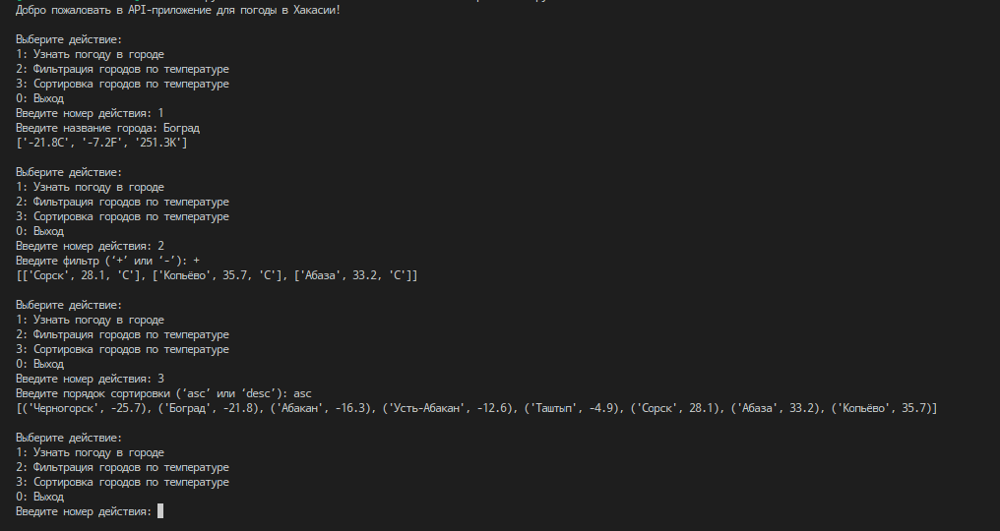 Добро пожаловать в API-приложение для погоды в Хакасии!
Выберите действие:
1: Узнать погоду в городе
2: Фильтрация городов по температуре
3: Сортировка городов по температуре
0: Выход
Введите номер действия: 1
Введите название города: Боград
['-21.8C', '-7.2F', '251.3K']
Выберите действие:
1: Узнать погоду в городе
2: Фильтрация городов по температуре
3: Сортировка городов по температуре
0: Выход
Введите номер действия: 2
Введите фильтр (‘+’ или ‘-’): +
[['Сорск', 28.1, 'C'], ['Копьёво', 35.7, 'C'], ['Абаза', 33.2, 'C']]
Выберите действие:
1: Узнать погоду в городе
2: Фильтрация городов по температуре
3: Сортировка городов по температуре
0: Выход
Введите номер действия: 3
Введите порядок сортировки (‘asc’ или ‘desc’): asc
[('Черногорск', -25.7), ('Боград', -21.8), ('Абакан', -16.3), ('Усть-Абакан', -12.6), ('Таштып', -4.9), ('Сорск', 28.1), ('Абаза', 33.2), ('Копьёво', 35.7)]
Выберите действие:
1: Узнать погоду в городе
2: Фильтрация городов по температуре
3: Сортировка городов по температуре
0: Выход
Введите номер действия: